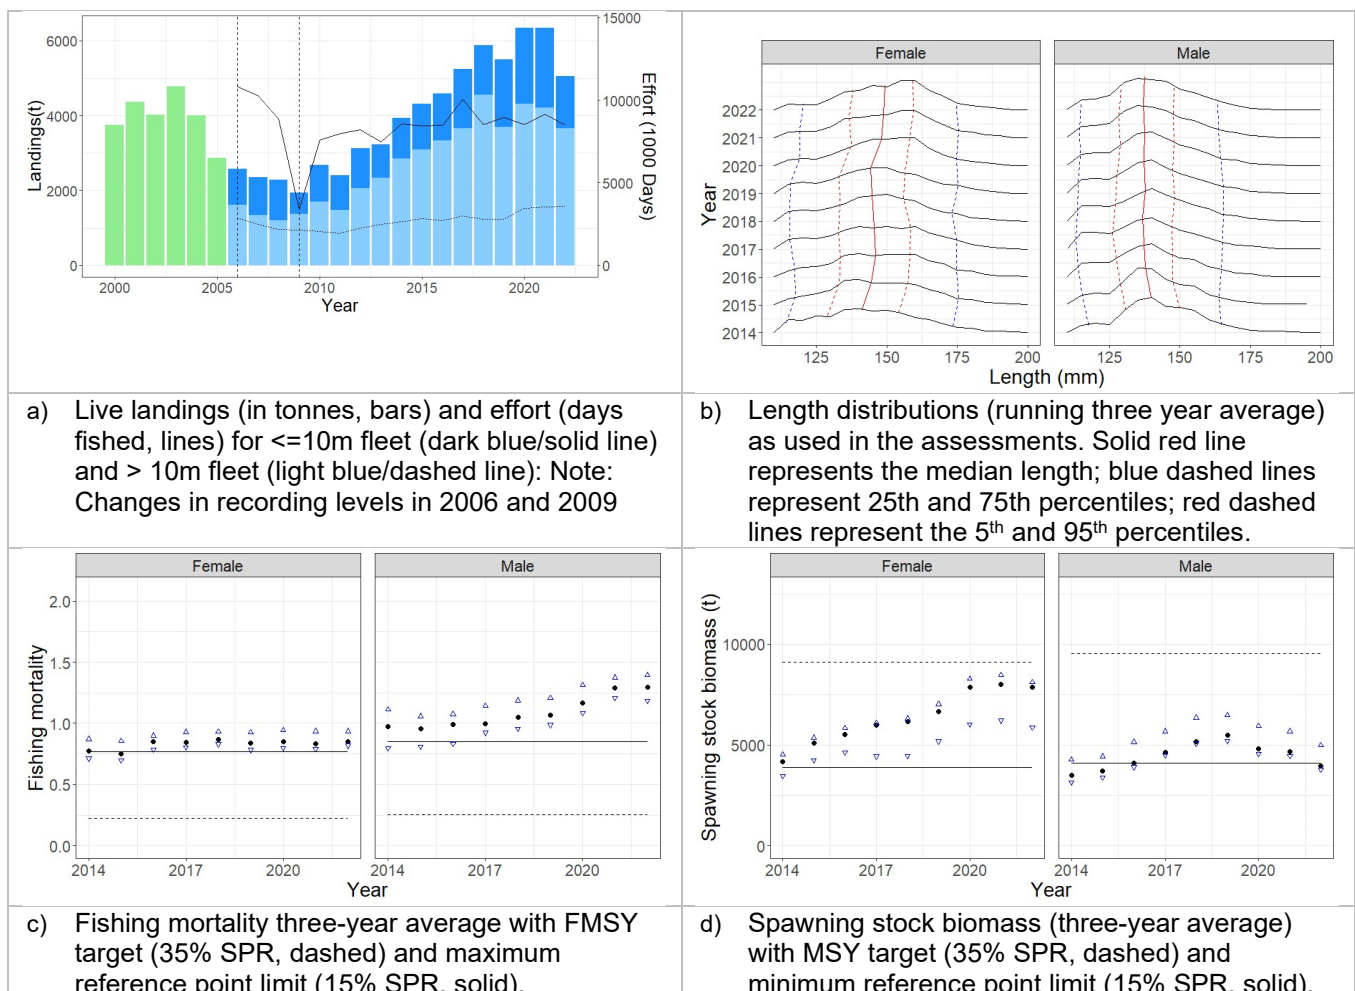 6000
4000
2000
0
Landings(t)
15000
10000
5000
0
Effort (1000 Days)
2000
2005
2010
2015
2020
Year
Female
Male
2022
2021
2020
2019
2018
2017
2016
2015
2014
Year
125
150
175
200
125
150
175
200
Length (mm)
a) Live landings (in tonnes, bars) and effort (days
fished, lines) for <=10m fleet (dark blue/solid line)
and > 10m fleet (light blue/dashed line): Note:
Changes in recording levels in 2006 and 2009
b) Length distributions (running three year average)
as used in the assessments. Solid red line
represents the median length; blue dashed lines
represent 25th and 75th percentiles; red dashed
lines represent the 5th and 95th percentiles.
Female
Male
2.0
1.5
1.0
0.5
0.0
Fishing mortality
2014
2017
2020
2014
2017
2020
Year
Female
Male
10000
5000
0
Spawning stock biomass (t)
2014
2017
2020
2014
2017
2020
Year
c) Fishing mortality three-year average with FMSY
target (35% SPR, dashed) and maximum
reference point limit (15% SPR, solid).
d) Spawning stock biomass (three-year average)
with MSY target (35% SPR, dashed) and
minimum reference point limit (15% SPR, solid).